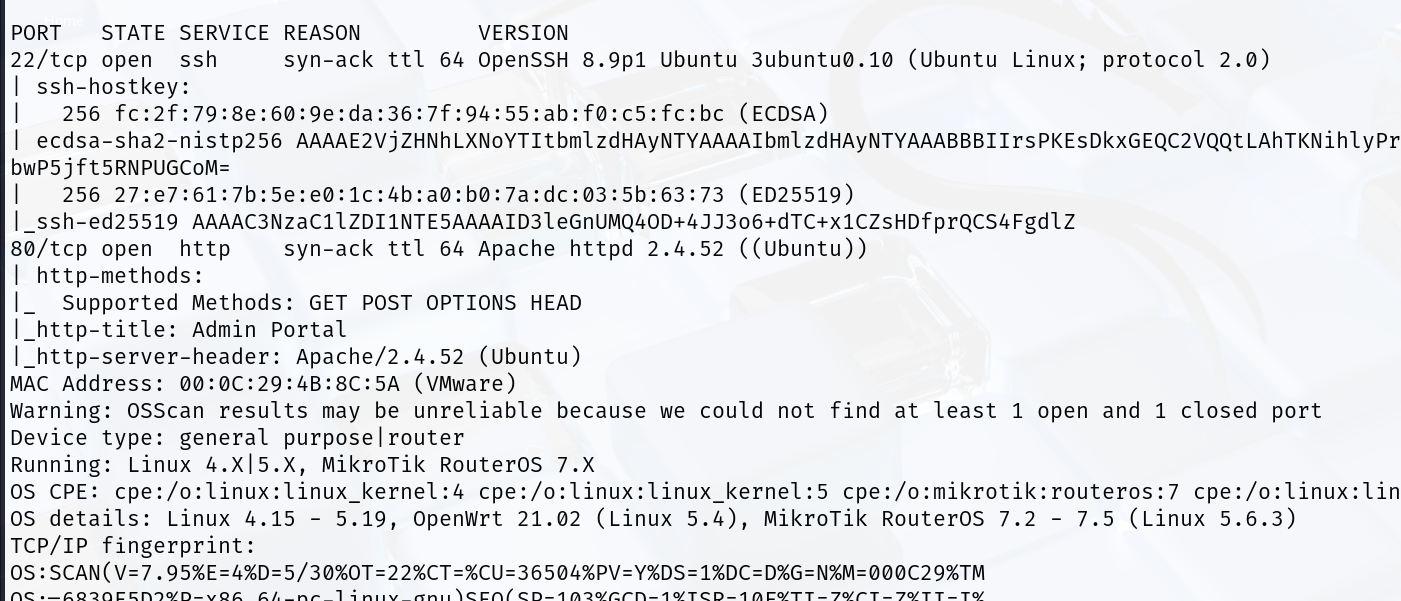 Home
PORT   STATE SERVICE REASON         VERSION
22/tcp open  ssh     syn-ack ttl 64 OpenSSH 8.9p1 Ubuntu 3ubuntu0.10 (Ubuntu Linux; protocol 2.0)
| ssh-hostkey:
|   256 fc:2f:79:8e:60:9e:da:36:7f:94:55:ab:f0:c5:fc:bc (ECDSA)
| ecdsa-sha2-nistp256 AAAAE2VjZHNhLXNoYTItbmlzdHAyNTYAAAAIbmlzdHAyNTYAAABBBIIrsPKEsDkxGEQC2VQQtLAhTKNihlyPr
bwP5jft5RNPUGCoM=
|   256 27:e7:61:7b:5e:e0:1c:4b:a0:b0:7a:dc:03:5b:63:73 (ED25519)
|_ssh-ed25519 AAAAC3NzaC1lZDI1NTE5AAAAID3leGnUMQ4OD+4JJ3o6+dTC+x1CZsHDfprQCS4FgdlZ
80/tcp open  http    syn-ack ttl 64 Apache httpd 2.4.52 ((Ubuntu))
| http-methods:
|_  Supported Methods: GET POST OPTIONS HEAD
|_http-title: Admin Portal
|_http-server-header: Apache/2.4.52 (Ubuntu)
MAC Address: 00:0C:29:4B:8C:5A (VMware)
Warning: OSScan results may be unreliable because we could not find at least 1 open and 1 closed port
Device type: general purpose|router
Running: Linux 4.X|5.X, MikroTik RouterOS 7.X
OS CPE: cpe:/o:linux:linux_kernel:4 cpe:/o:linux:linux_kernel:5 cpe:/o:mikrotik:routeros:7 cpe:/o:linux:lin
OS details: Linux 4.15 - 5.19, OpenWrt 21.02 (Linux 5.4), MikroTik RouterOS 7.2 - 7.5 (Linux 5.6.3)
TCP/IP fingerprint:
OS:SCAN(V=7.95%E=4%D=5/30%OT=22%CT=%CU=36504%PV=Y%DS=1%DC=D%G=N%M=000C29%TM